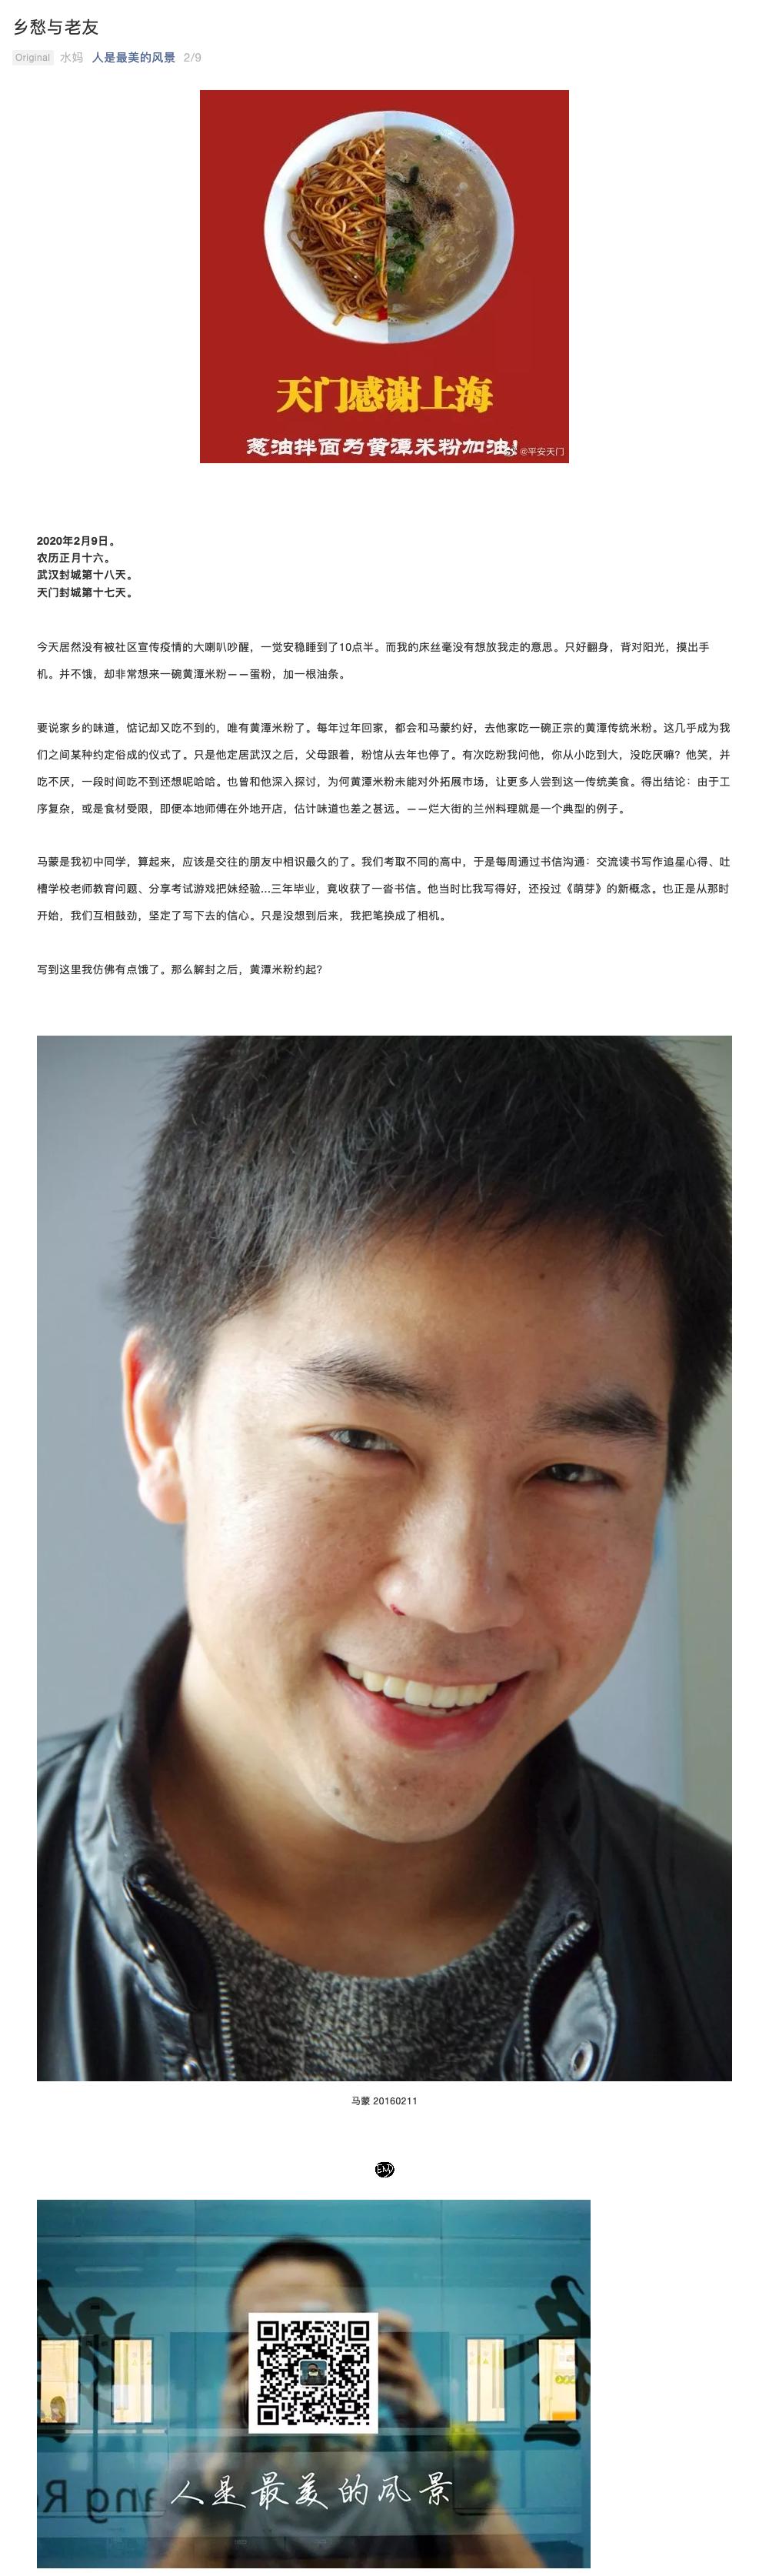 乡愁与老友
Original 水妈 人是最美的风景 2/9
天门感谢上海
葱油拌面为黄潭米粉加油!
@平安天门
2020年2月9日。
农历正月十六。
武汉封城第十八天。
天门封城第十七天。
今天居然没有被社区宣传疫情的大喇叭吵醒，一觉安稳睡到了10点半。而我的床丝毫没有想放我走的意思。只好翻身，背对阳光，摸出手
机。并不饿，却非常想来一碗黄潭米粉——蛋粉，加一根油条。
要说家乡的味道，惦记却又吃不到的，唯有黄潭米粉了。每年过年回家，都会和马蒙约好，去他家吃一碗正宗的黄潭传统米粉。这几乎成为我
们之间某种约定俗成的仪式了。只是他定居武汉之后，父母跟着，粉馆从去年也停了。有次吃粉我问他，你从小吃到大，没吃厌嘛？他笑，并
吃不厌，一段时间吃不到还想呢哈哈。也曾和他深入探讨，为何黄潭米粉未能对外拓展市场，让更多人尝到这一传统美食。得出结论：由于工
序复杂，或是食材受限，即便本地师傅在外地开店，估计味道也差之甚远。——烂大街的兰州料理就是一个典型的例子。
马蒙是我初中同学，算起来，应该是交往的朋友中相识最久的了。我们考取不同的高中，于是每周通过书信沟通：交流读书写作追星心得、吐
槽学校老师教育问题、分享考试游戏把妹经验...三年毕业，竟收获了一沓书信。他当时比我写得好，还投过《萌芽》的新概念。也正是从那时
开始，我们互相鼓劲，坚定了写下去的信心。只是没想到后来，我把笔换成了相机。
写到这里我仿佛有点饿了。那么解封之后，黄潭米粉约起？
马蒙 20160211
END
人是最美的风景